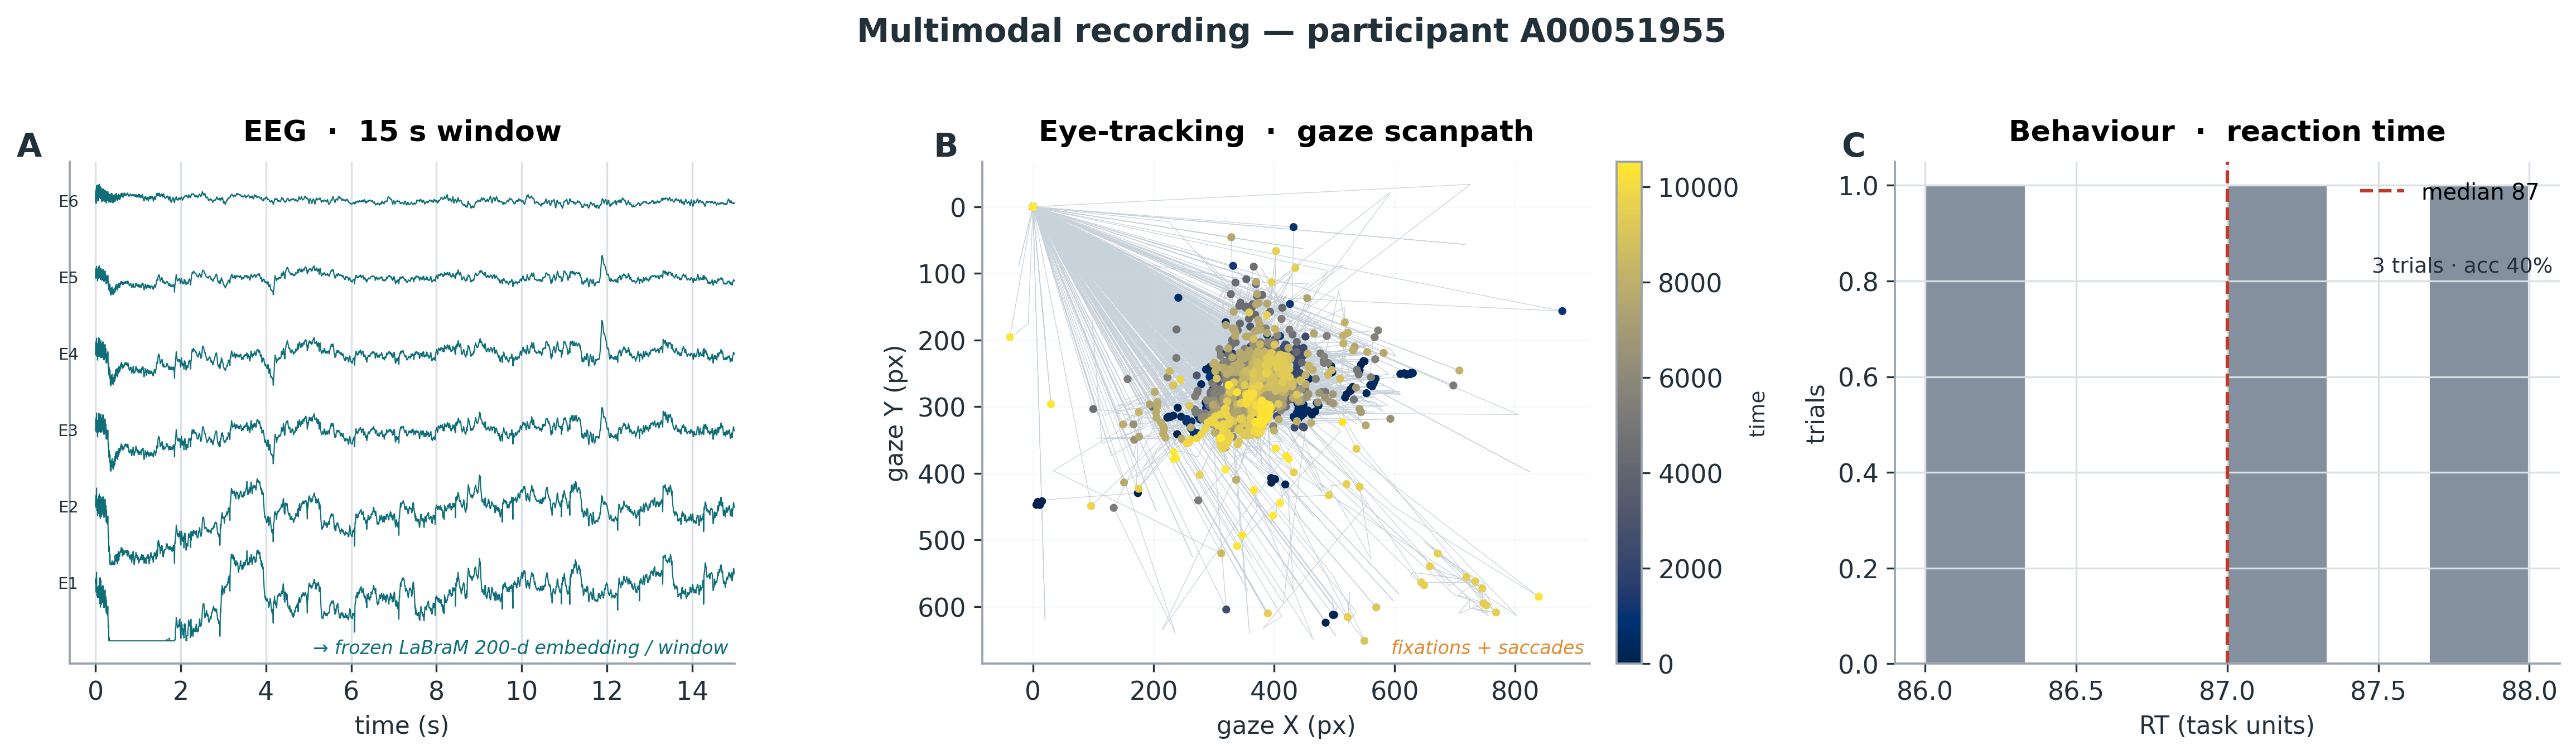 Multimodal recording — participant A00051955
A
EEG · 15 s window
E6
E5
E4
E3
E2
E1
→ frozen LaBraM 200-d embedding / window
0 2 4 6 8 10 12 14
time (s)
B
Eye-tracking · gaze scanpath
gaze Y (px)
0
100
200
300
400
500
600
fixations + saccades
0 200 400 600 800
gaze X (px)
10000
8000
6000
4000
2000
0
time
C
Behaviour · reaction time
trials
1.0
0.8
0.6
0.4
0.2
0.0
median 87
3 trials · acc 40%
86.0 86.5 87.0 87.5 88.0
RT (task units)